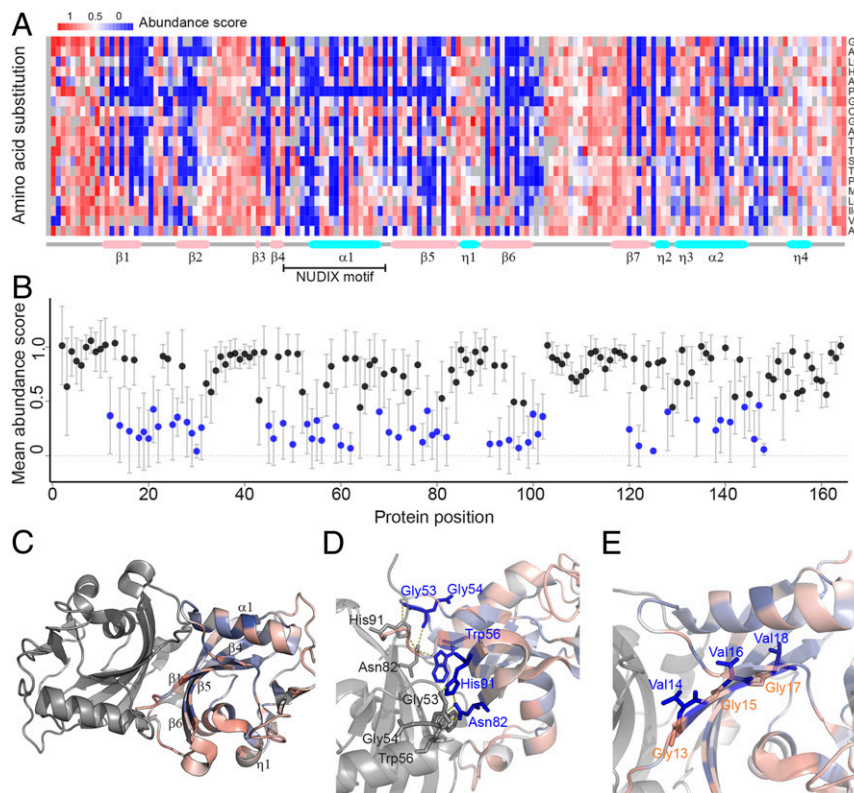 A
1 0.5 0 Abundance score
Amino acid substitution
G
A
L
H
A
P
G
C
G
A
T
T
S
T
P
M
L
Il
V
A
β1 β2 β3 β4 α1 β5 η1 β6 β7 η2 η3 α2 η4
NUDIX motif
B
Mean abundance score
1.0
0.5
0
0 20 40 60 80 100 120 140 160
Protein position
C
α1
β4
β1
β5
β6
η1
D
Gly53
Gly54
His91
Trp56
Asn82
His91
Gly53
Asn82
Gly54
Trp56
E
Val16
Val18
Val14
Gly17
Gly15
Gly13